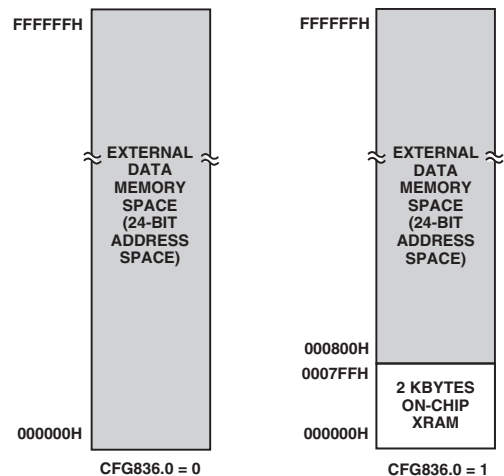 FFFFFFH
EXTERNAL
DATA
MEMORY
SPACE
(24-BIT
ADDRESS
SPACE)
000000H
CFG836.0 = 0
FFFFFFH
EXTERNAL
DATA
MEMORY
SPACE
(24-BIT
ADDRESS
SPACE)
000800H
0007FFH
2 KBYTES
ON-CHIP
XRAM
000000H
CFG836.0 = 1